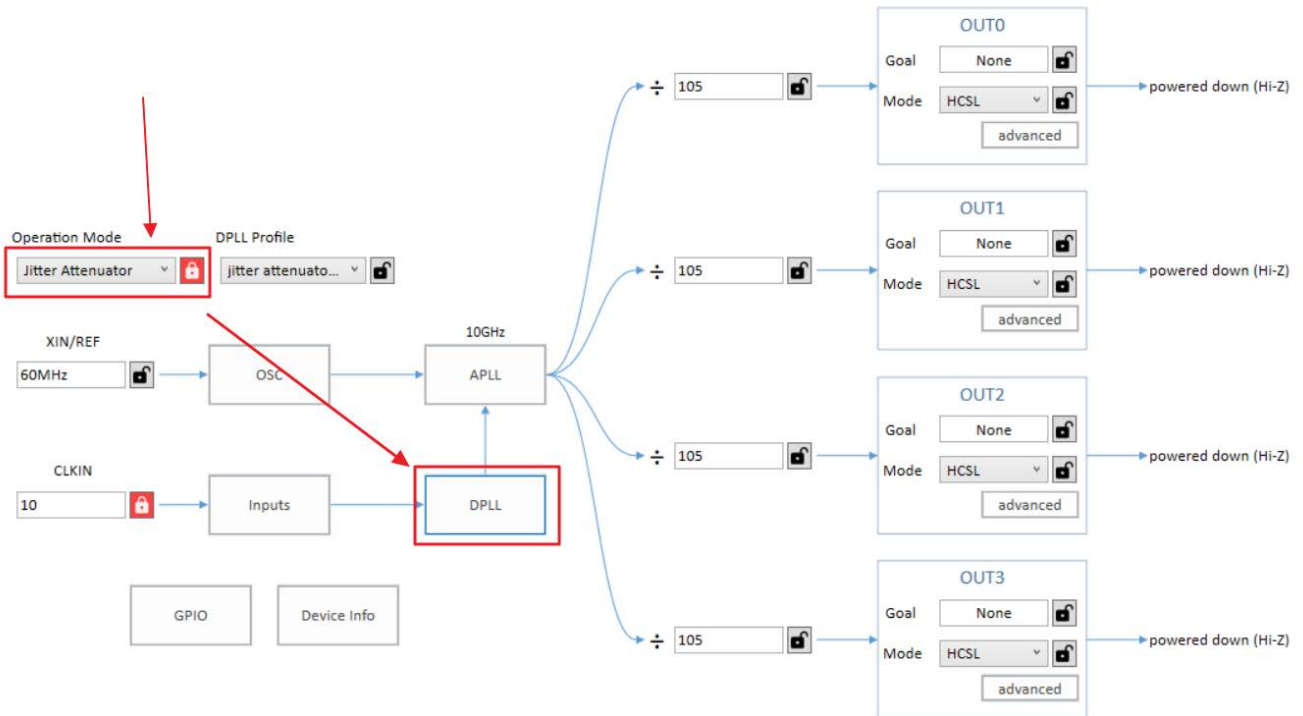 OUT0
Goal None
÷ 105
powered down (Hi-Z)
Mode HCSL
advanced
OUT1
Operation Mode
DPLL Profile
Goal None
Jitter Attenuator
jitter attenuato...
÷ 105
powered down (Hi-Z)
Mode HCSL
advanced
10GHz
XIN/REF
60MHz
OSC
APLL
OUT2
Goal None
÷ 105
powered down (Hi-Z)
Mode HCSL
CLKIN
10
Inputs
DPLL
advanced
OUT3
GPIO
Device Info
Goal None
÷ 105
powered down (Hi-Z)
Mode HCSL
advanced